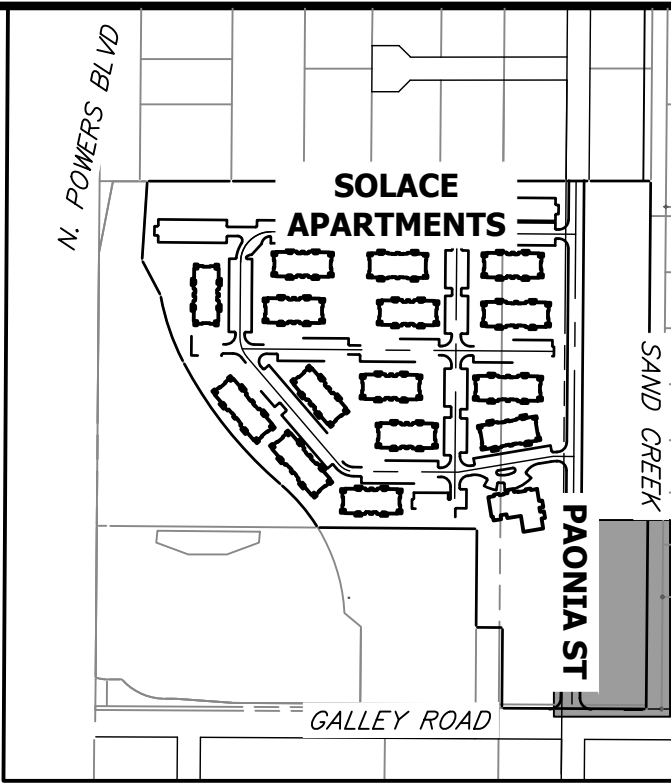 N. POWERS BLVD
SOLACE
APARTMENTS
SAND CREEK
PAONIA ST
GALLEY ROAD